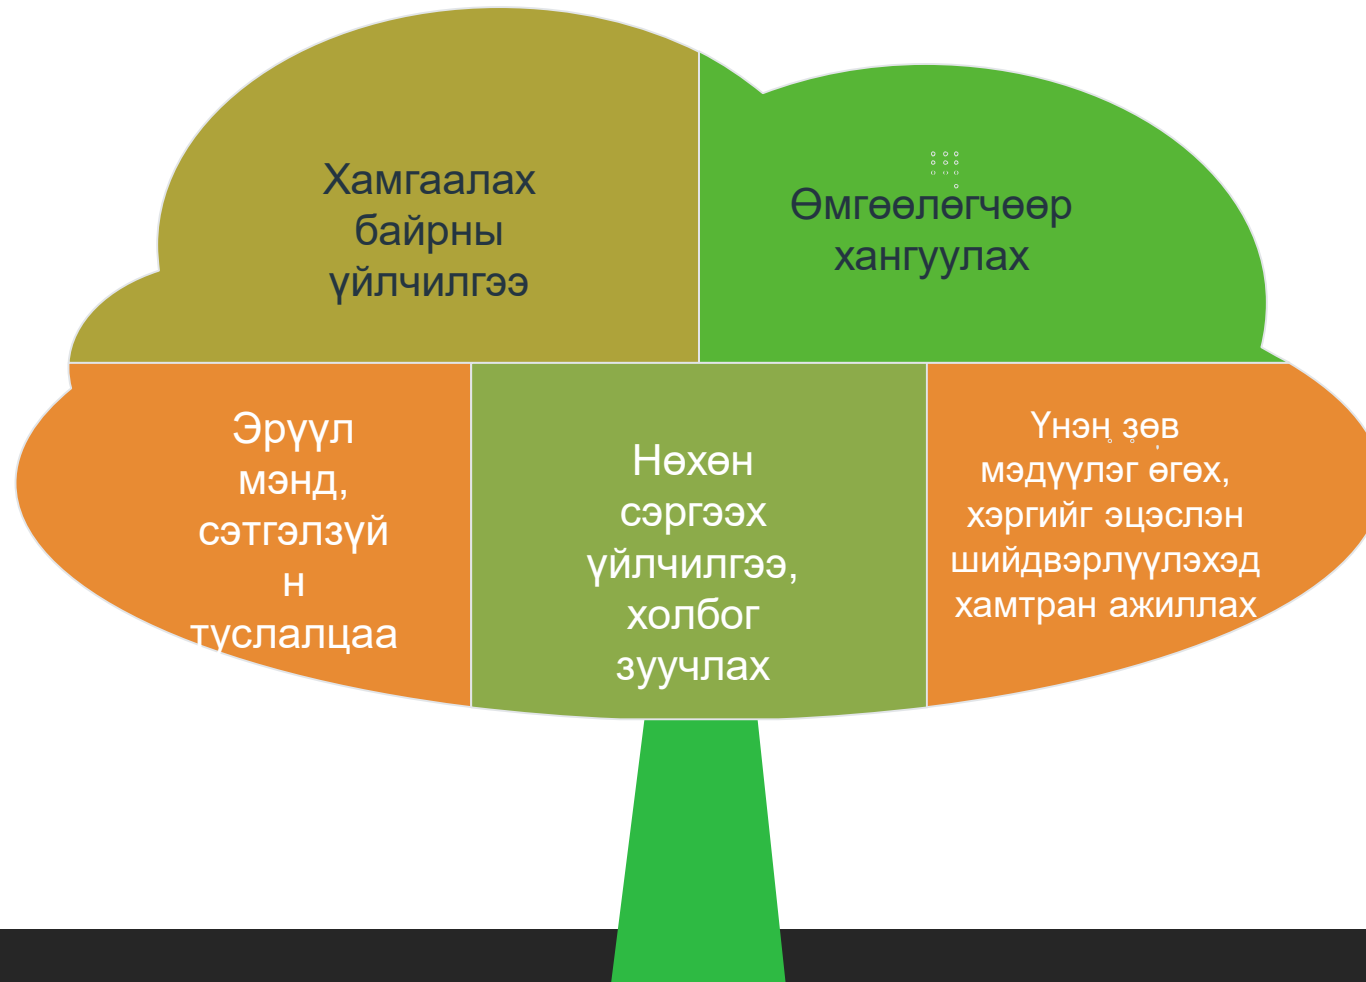 Хамгаалах
байрны
үйлчилгээ
Өмгөөлөгчөөр
хангуулах
Эрүүл
мэнд,
сэтгэлзүй
н
туслалцаа
Нөхөн
сэргээх
үйлчилгээ,
холбог
зуучлах
Үнэн зөв
мэдүүлэг өгөх,
хэргийг эцэслэн
шийдвэрлүүлэхэд
хамтран ажиллах